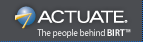 ACTUATE.
The people behind BIRT™